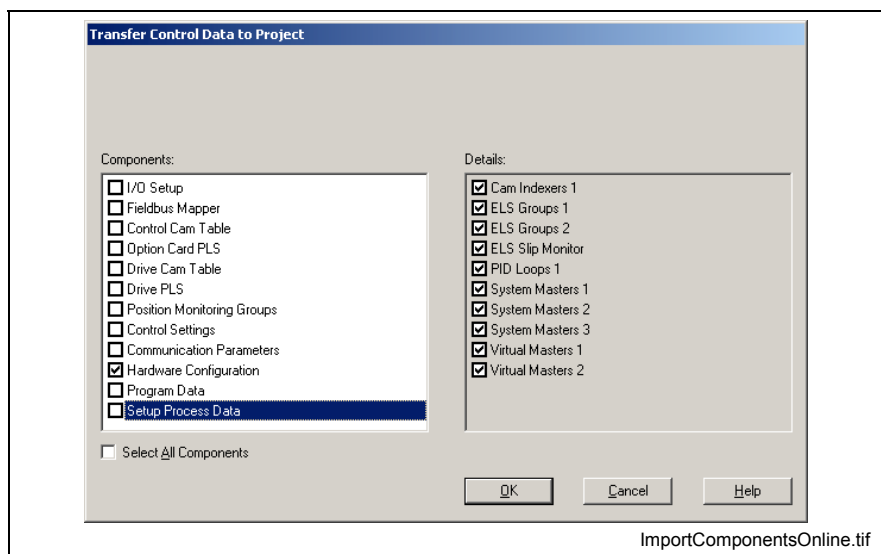 Transfer Control Data to Project
Components:
I/O Setup
Fieldbus Mapper
Control Cam Table
Option Card PLS
Drive Cam Table
Drive PLS
Position Monitoring Groups
Control Settings
Communication Parameters
Hardware Configuration
Program Data
Setup Process Data
Select All Components
Details:
Cam Indexers 1
ELS Groups 1
ELS Groups 2
ELS Slip Monitor
PID Loops 1
System Masters 1
System Masters 2
System Masters 3
Virtual Masters 1
Virtual Masters 2
OK
Cancel
Help
ImportComponentsOnline.tif